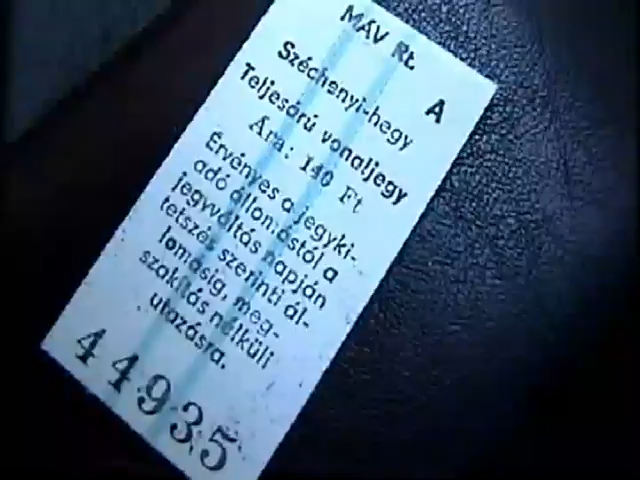 MÁV Rt.
A
Széchenyi-hegy
Teljesárú vonaljegy
Ára: 140 Ft
Érvényes a jegyki-
adó állomástól a
jegyváltás napján
tetszés szerinti ál-
lomásig, meg-
szakítás nélküli
utazásra.
44935